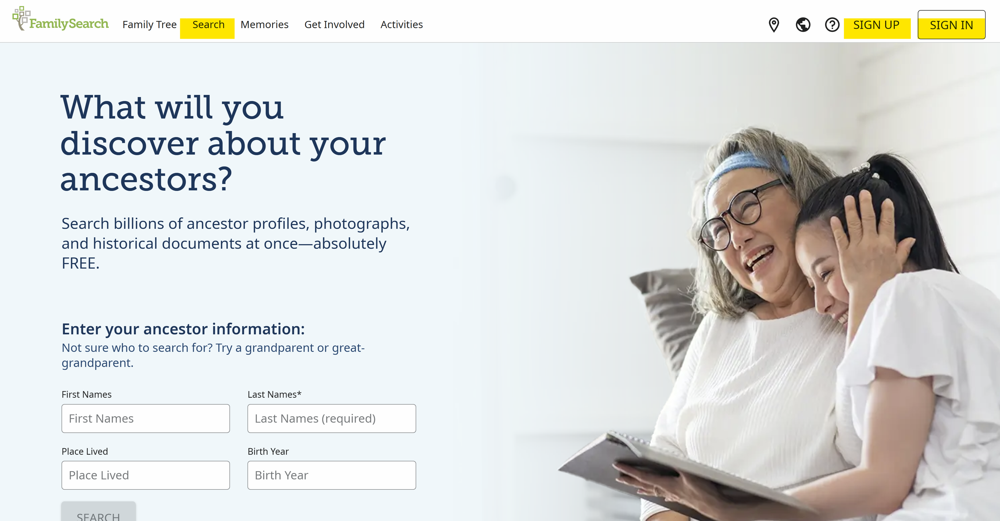 FamilySearch
Family Tree Search Memories Get Involved Activities
SIGN UP SIGN IN
What will you
discover about your
ancestors?
Search billions of ancestor profiles, photographs,
and historical documents at once—absolutely
FREE.
Enter your ancestor information:
Not sure who to search for? Try a grandparent or great-
grandparent.
First Names Last Names*
First Names Last Names (required)
Place Lived Birth Year
Place Lived Birth Year
SEARCH